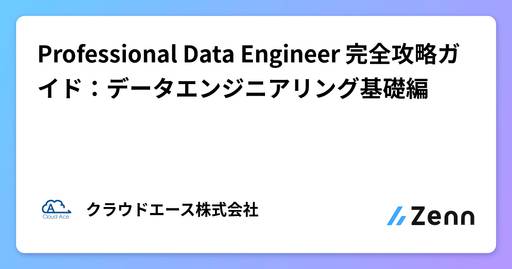 Professional Data Engineer 完全攻略ガ
イド：データエンジニアリング基礎編
Cloud Ace
クラウドエース株式会社
Zenn